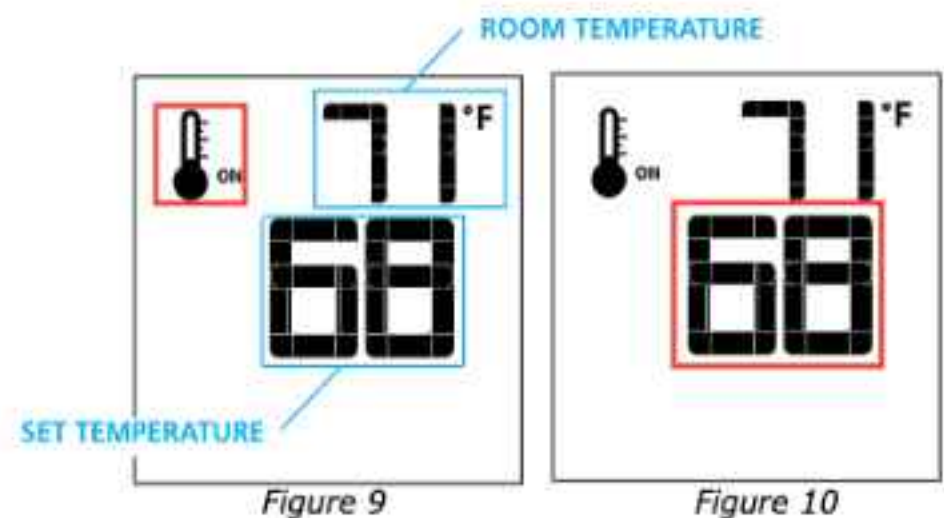 ROOM TEMPERATURE
71 °F
ON
68
SET TEMPERATURE
Figure 9
71 °F
ON
68
Figure 10